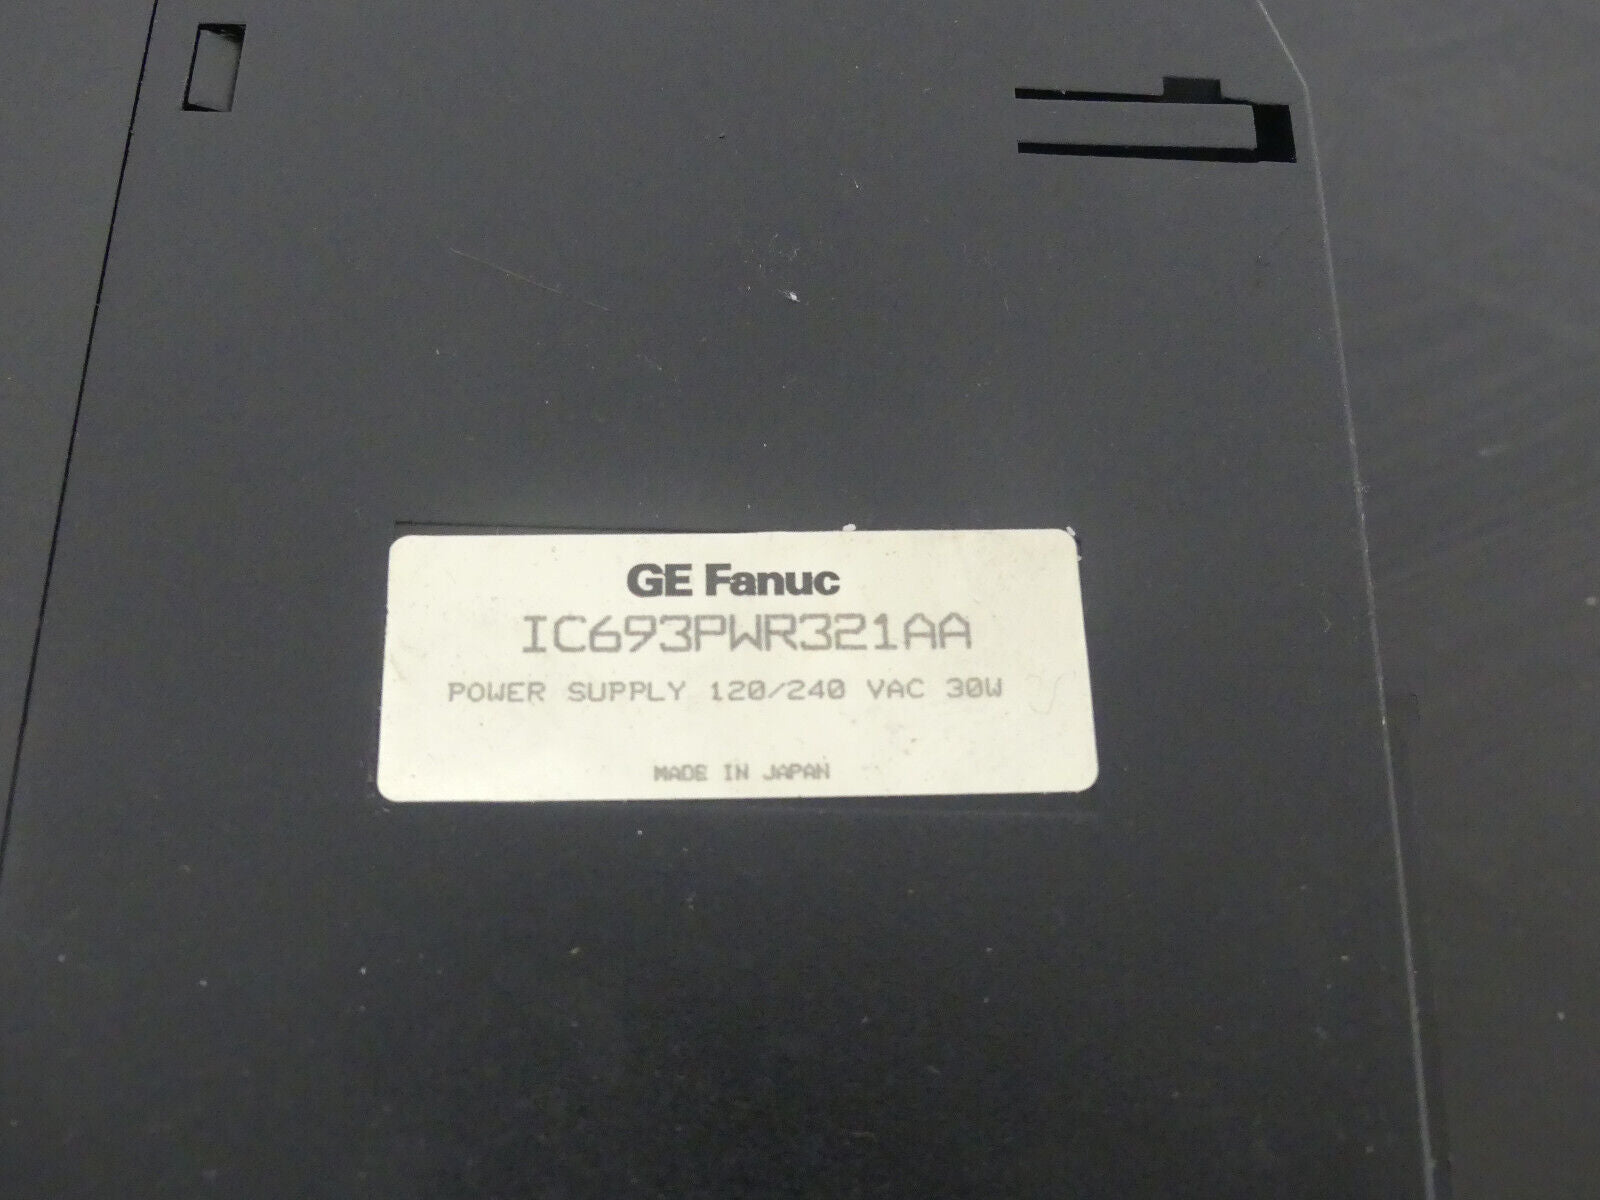 GE Fanuc
IC693PWR321AA
POWER SUPPLY 120/240 VAC 30W
MADE IN JAPAN